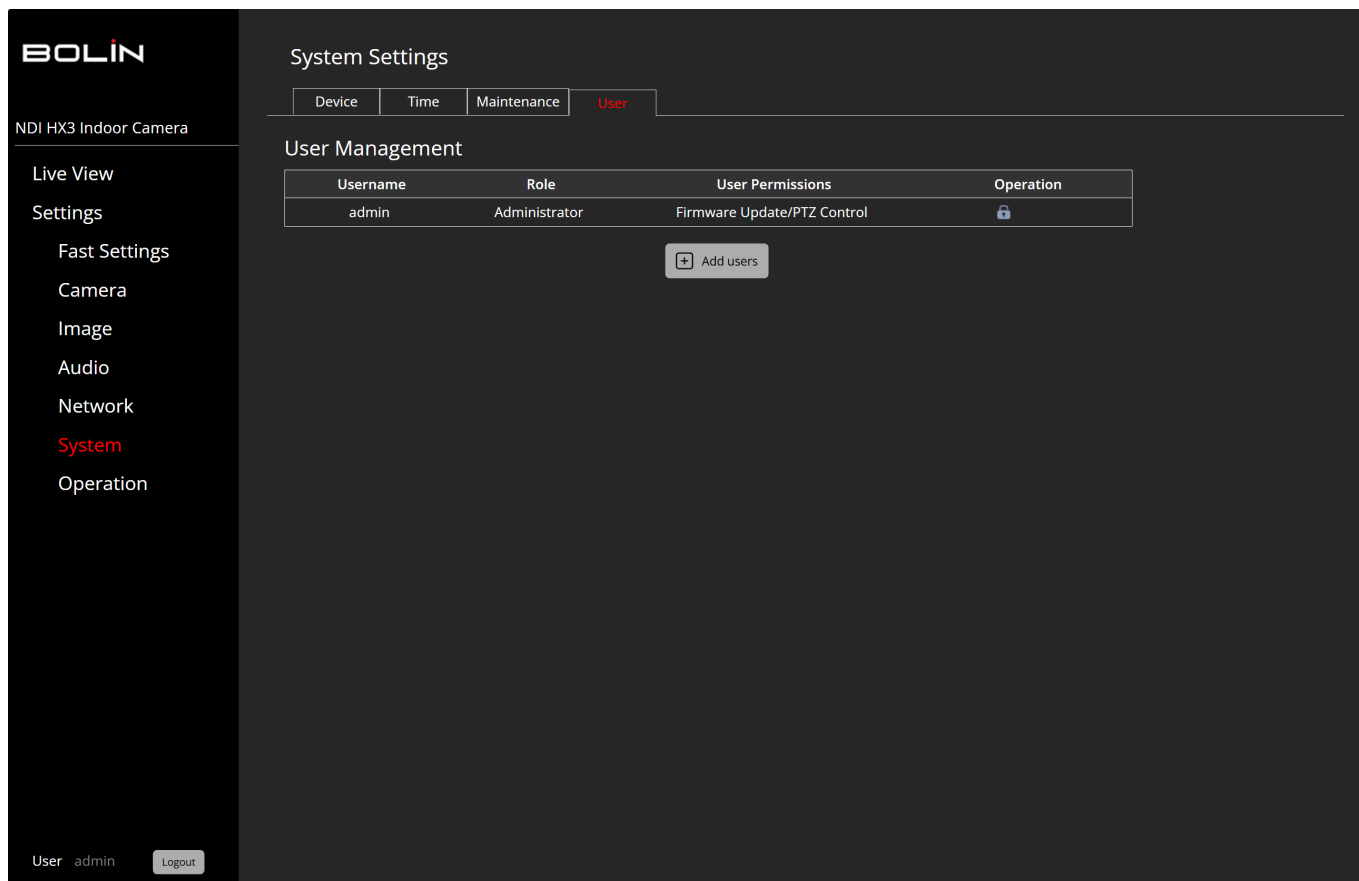 BOLIN
NDI HX3 Indoor Camera
Live View
Settings
Fast Settings
Camera
Image
Audio
Network
System
Operation
User admin Logout
System Settings
Device Time Maintenance User
User Management
Username Role User Permissions Operation
admin Administrator Firmware Update/PTZ Control
Add users